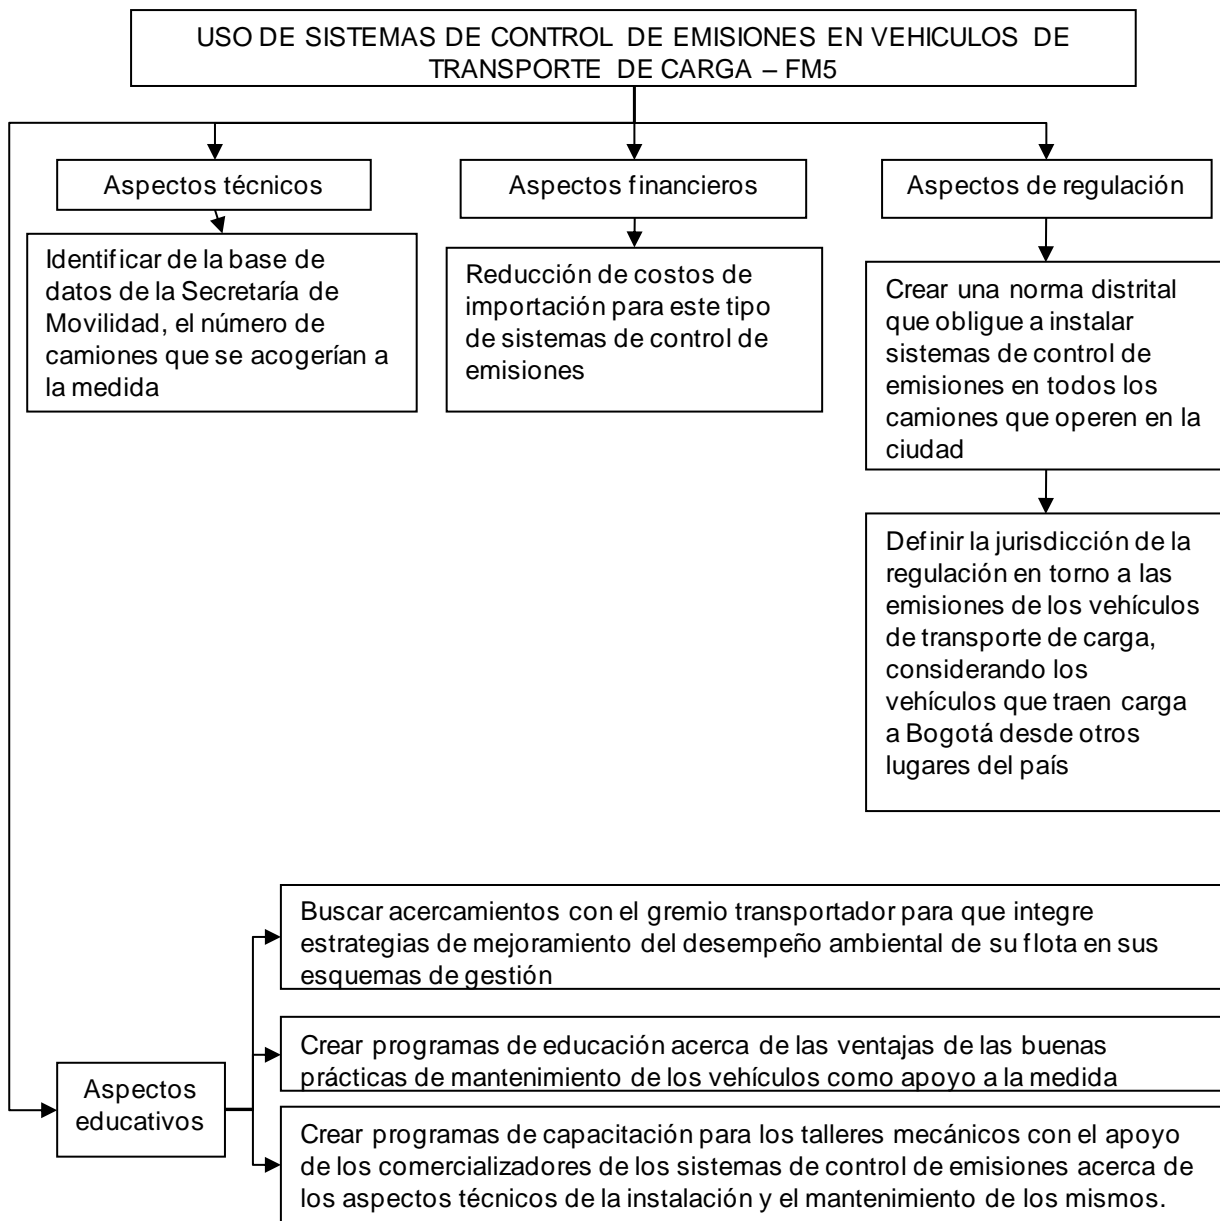 USO DE SISTEMAS DE CONTROL DE EMISIONES EN VEHICULOS DE
TRANSPORTE DE CARGA – FM5
Aspectos técnicos
Aspectos financieros
Aspectos de regulación
Identificar de la base de
datos de la Secretaría de
Movilidad, el número de
camiones que se acogerían a
la medida
Reducción de costos de
importación para este tipo
de sistemas de control de
emisiones
Crear una norma distrital
que obligue a instalar
sistemas de control de
emisiones en todos los
camiones que operen en la
ciudad
Definir la jurisdicción de la
regulación en torno a las
emisiones de los vehículos
de transporte de carga,
considerando los
vehículos que traen carga
a Bogotá desde otros
lugares del país
Aspectos
educativos
Buscar acercamientos con el gremio transportador para que integre
estrategias de mejoramiento del desempeño ambiental de su flota en sus
esquemas de gestión
Crear programas de educación acerca de las ventajas de las buenas
prácticas de mantenimiento de los vehículos como apoyo a la medida
Crear programas de capacitación para los talleres mecánicos con el apoyo
de los comercializadores de los sistemas de control de emisiones acerca de
los aspectos técnicos de la instalación y el mantenimiento de los mismos.